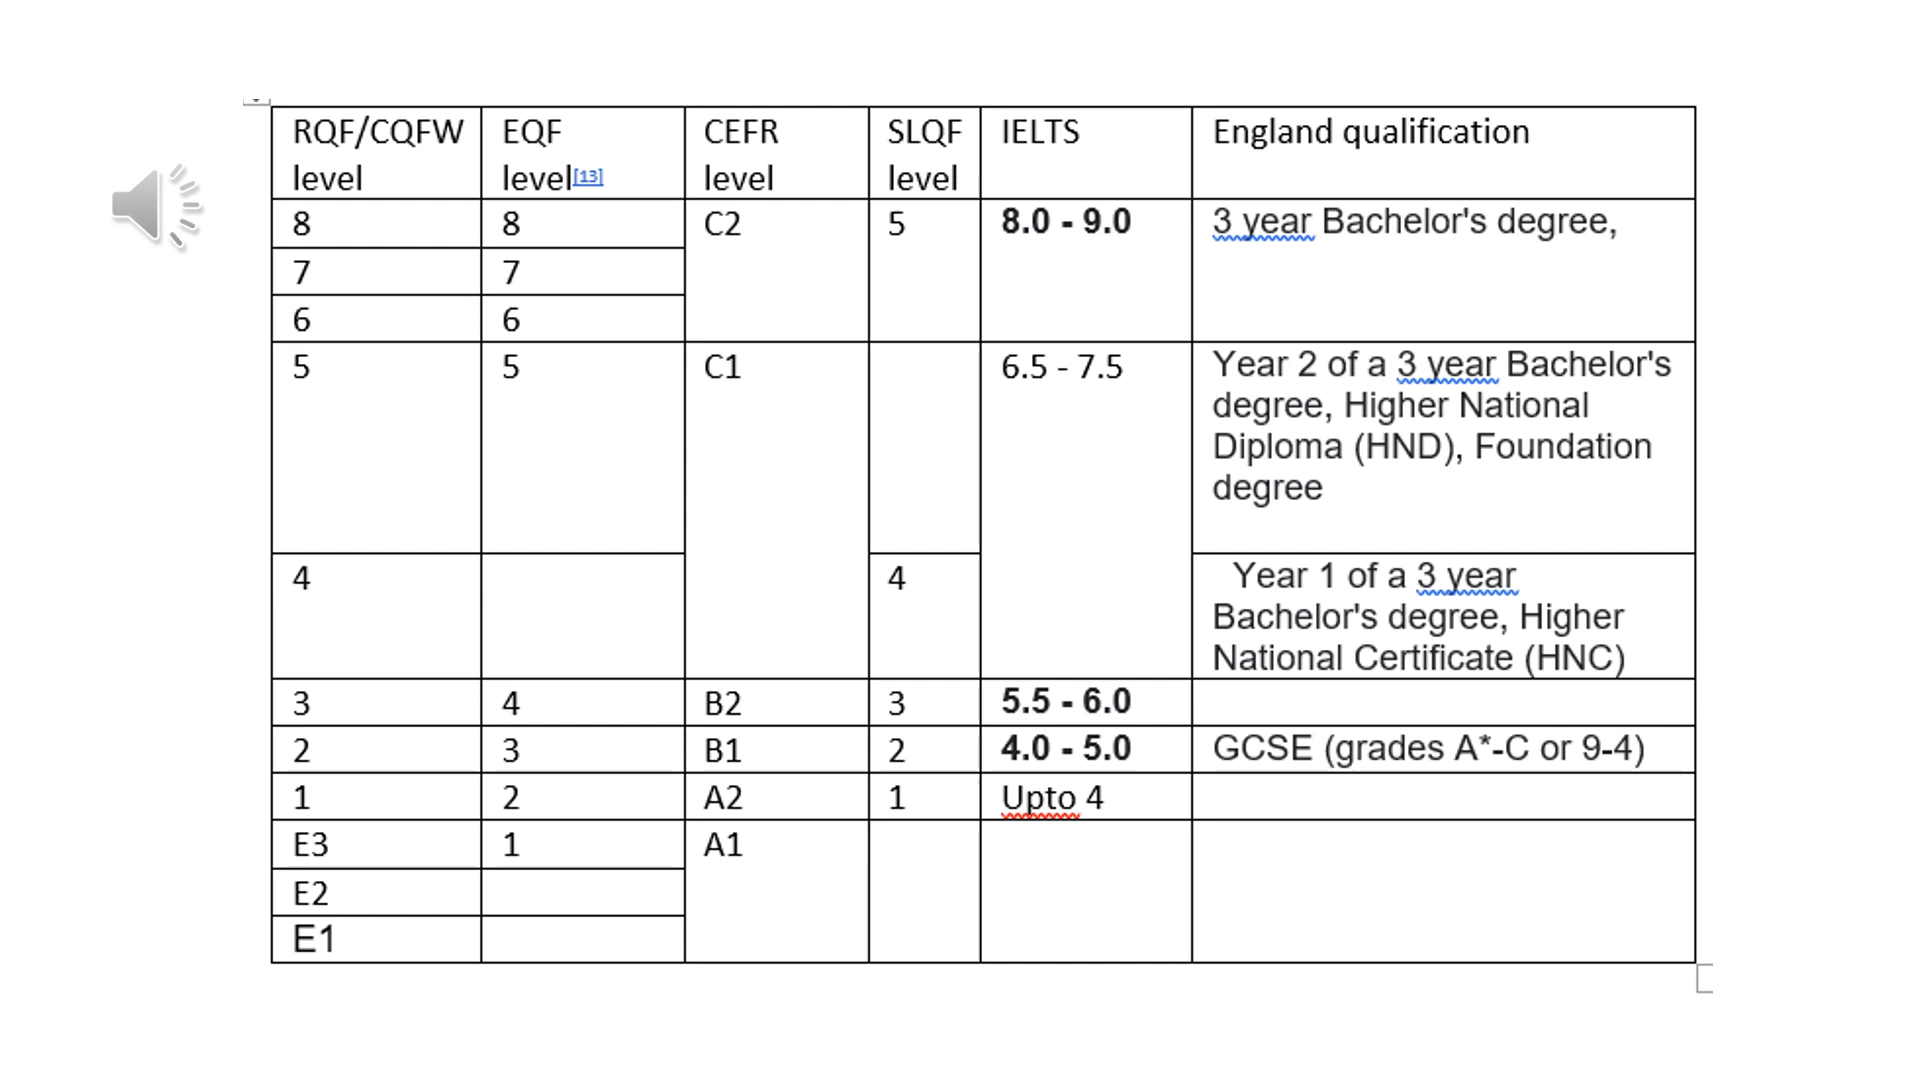 RQF/CQFW EQF CEFR SLQF IELTS England qualification
level level[13] level level
8 8 C2 5 8.0 - 9.0 3 year Bachelor's degree,
7 7
6 6
5 5 C1 6.5 - 7.5 Year 2 of a 3 year Bachelor's
degree, Higher National
Diploma (HND), Foundation
degree
4 4 Year 1 of a 3 year
Bachelor's degree, Higher
National Certificate (HNC)
3 4 B2 3 5.5 - 6.0
2 3 B1 2 4.0 - 5.0 GCSE (grades A*-C or 9-4)
1 2 A2 1 Upto 4
E3 1 A1
E2
E1